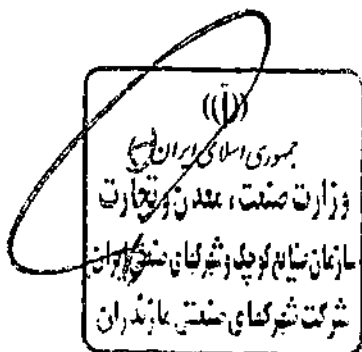 جمهوری اسلامی ایران
وزارت صنعت، معدن و تجارت
سازمان صنایع کوچک و شهرکهای صنعتی ایران
شرکت شهرکهای صنعتی مازندران